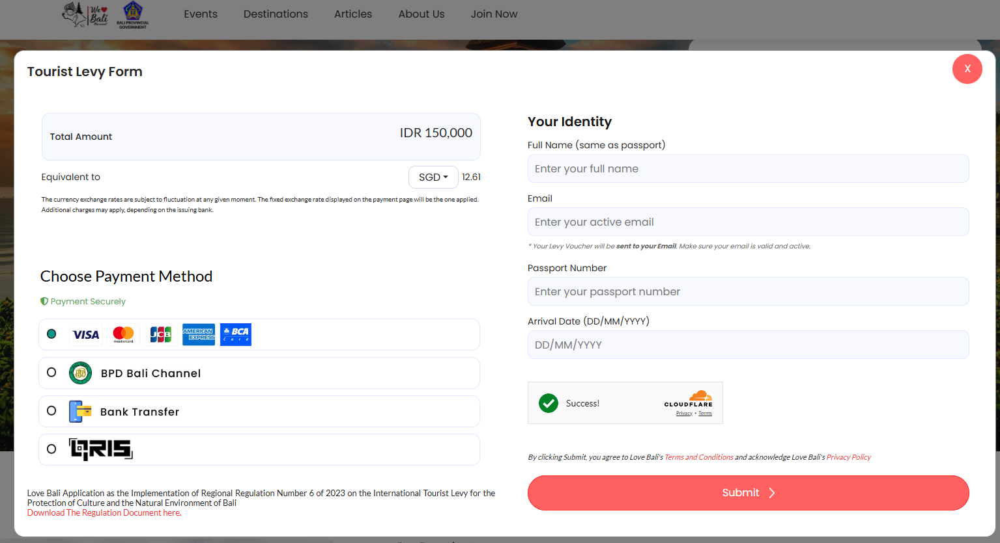 We Bali
BALI PROVINCIAL
GOVERNMENT
Events
Destinations
Articles
About Us
Join Now
Tourist Levy Form
X
Total Amount
IDR 150,000
Equivalent to
SGD
12.61
The currency exchange rates are subject to fluctuation at any given moment. The fixed exchange rate displayed on the payment page will be the one applied.
Additional charges may apply, depending on the issuing bank.
Choose Payment Method
Payment Securely
VISA
mastercard
JCB
AMERICAN EXPRESS
BCA
Card
BPD Bali Channel
Bank Transfer
QRIS
Love Bali Application as the Implementation of Regional Regulation Number 6 of 2023 on the International Tourist Levy for the
Protection of Culture and the Natural Environment of Bali
Download The Regulation Document here.
Your Identity
Full Name (same as passport)
Enter your full name
Email
Enter your active email
* Your Levy Voucher will be sent to your Email. Make sure your email is valid and active.
Passport Number
Enter your passport number
Arrival Date (DD/MM/YYYY)
DD/MM/YYYY
Success!
CLOUDFLARE
Privacy • Terms
By clicking Submit, you agree to Love Bali's Terms and Conditions and acknowledge Love Bali's Privacy Policy
Submit